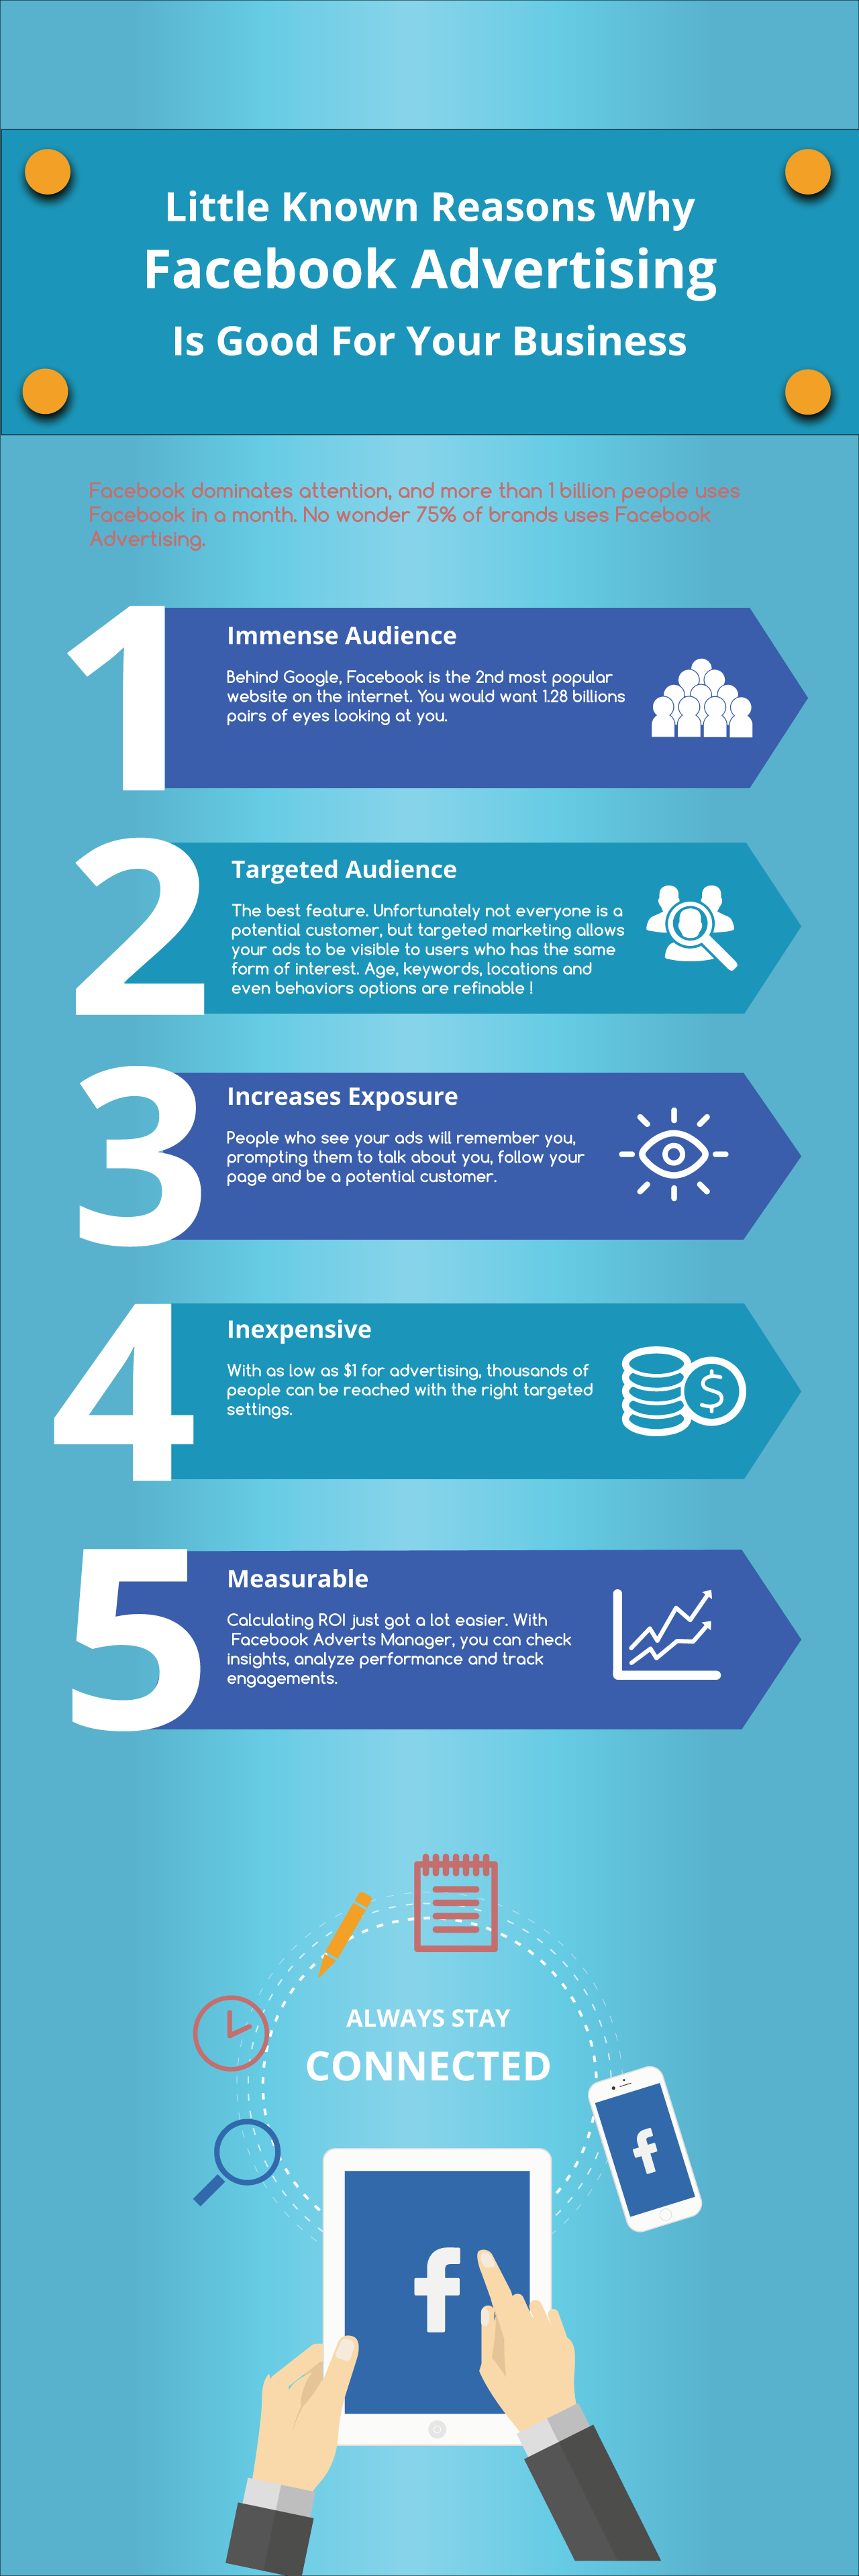 Little Known Reasons Why
Facebook Advertising
Is Good For Your Business
Facebook dominates attention, and more than 1 billion people uses
Facebook in a month. No wonder 75% of brands uses Facebook
Advertising.
1
Immense Audience
Behind Google, Facebook is the 2nd most popular
website on the internet. You would want 1.28 billions
pairs of eyes looking at you.
2
Targeted Audience
The best feature. Unfortunately not everyone is a
potential customer, but targeted marketing allows
your ads to be visible to users who has the same
form of interest. Age, keywords, locations and
even behaviors options are refinable !
3
Increases Exposure
People who see your ads will remember you,
prompting them to talk about you, follow your
page and be a potential customer.
4
Inexpensive
With as low as $1 for advertising, thousands of
people can be reached with the right targeted
settings.
$
5
Measurable
Calculating ROI just got a lot easier. With
Facebook Adverts Manager, you can check
insights, analyze performance and track
engagements.
ALWAYS STAY
CONNECTED
f
f